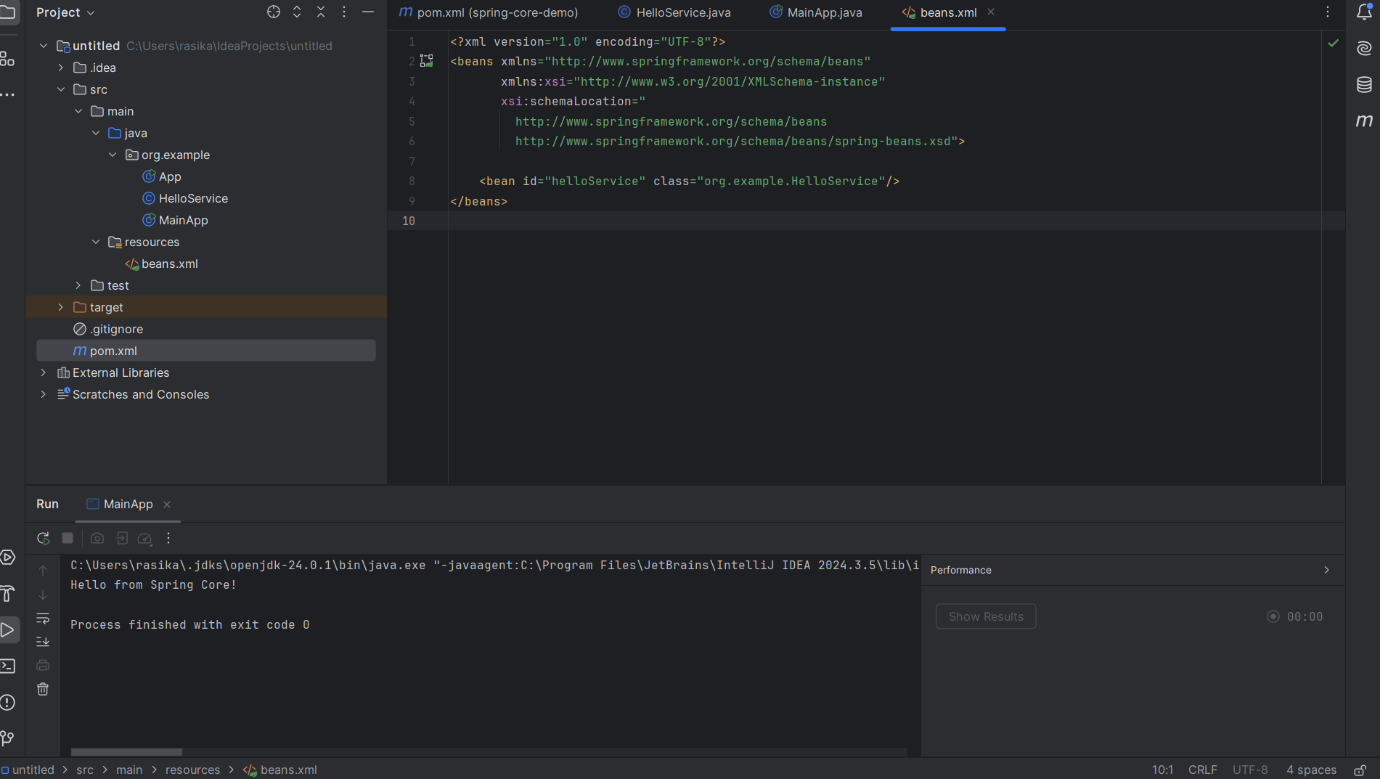 Project
untitled C:\Users\rasika\IdeaProjects\untitled
.idea
src
main
java
org.example
App
HelloService
MainApp
resources
beans.xml
test
target
.gitignore
pom.xml
External Libraries
Scratches and Consoles
pom.xml (spring-core-demo) HelloService.java MainApp.java beans.xml
1 <?xml version="1.0" encoding="UTF-8"?>
2 <beans xmlns="http://www.springframework.org/schema/beans"
3 xmlns:xsi="http://www.w3.org/2001/XMLSchema-instance"
4 xsi:schemaLocation="
5 http://www.springframework.org/schema/beans
6 http://www.springframework.org/schema/beans/spring-beans.xsd">
7
8 <bean id="helloService" class="org.example.HelloService"/>
9 </beans>
10
Run MainApp
C:\Users\rasika\.jdks\openjdk-24.0.1\bin\java.exe "-javaagent:C:\Program Files\JetBrains\IntelliJ IDEA 2024.3.5\lib\i
Hello from Spring Core!
Process finished with exit code 0
Performance
Show Results 00:00
untitled > src > main > resources > beans.xml 10:1 CRLF UTF-8 4 spaces